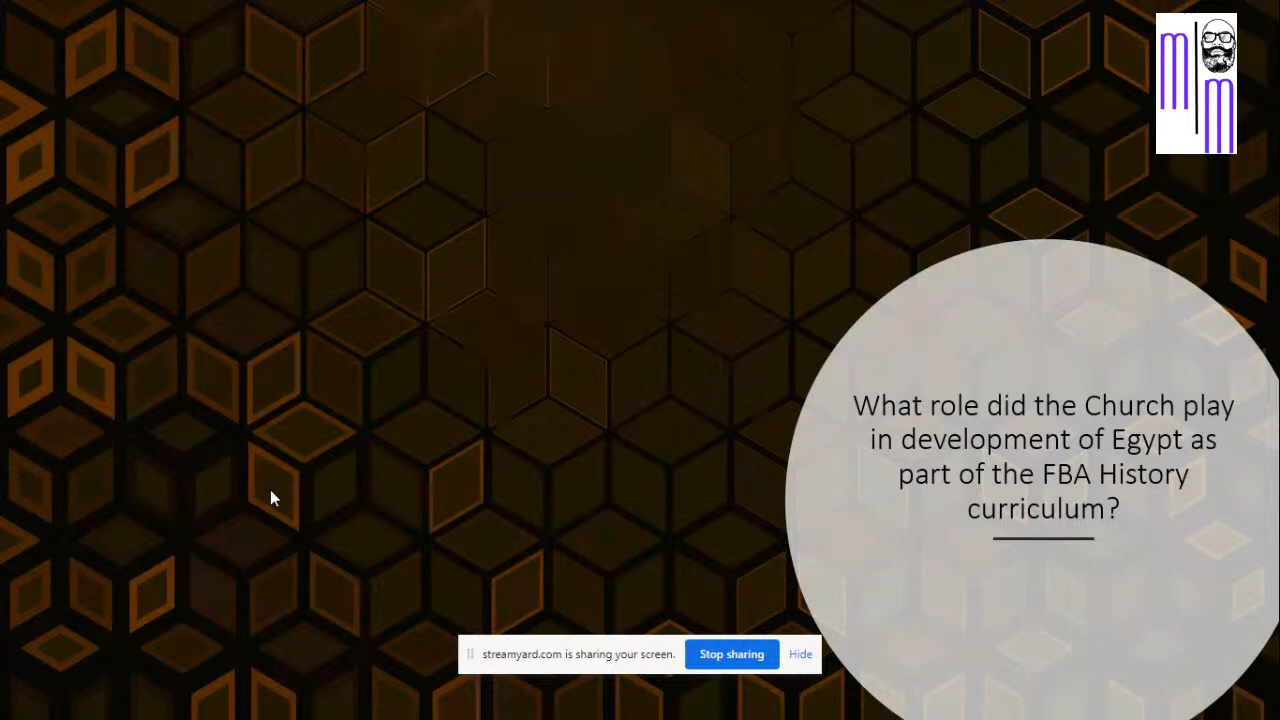 m m
What role did the Church play
in development of Egypt as
part of the FBA History
curriculum?
streamyard.com is sharing your screen. Stop sharing Hide